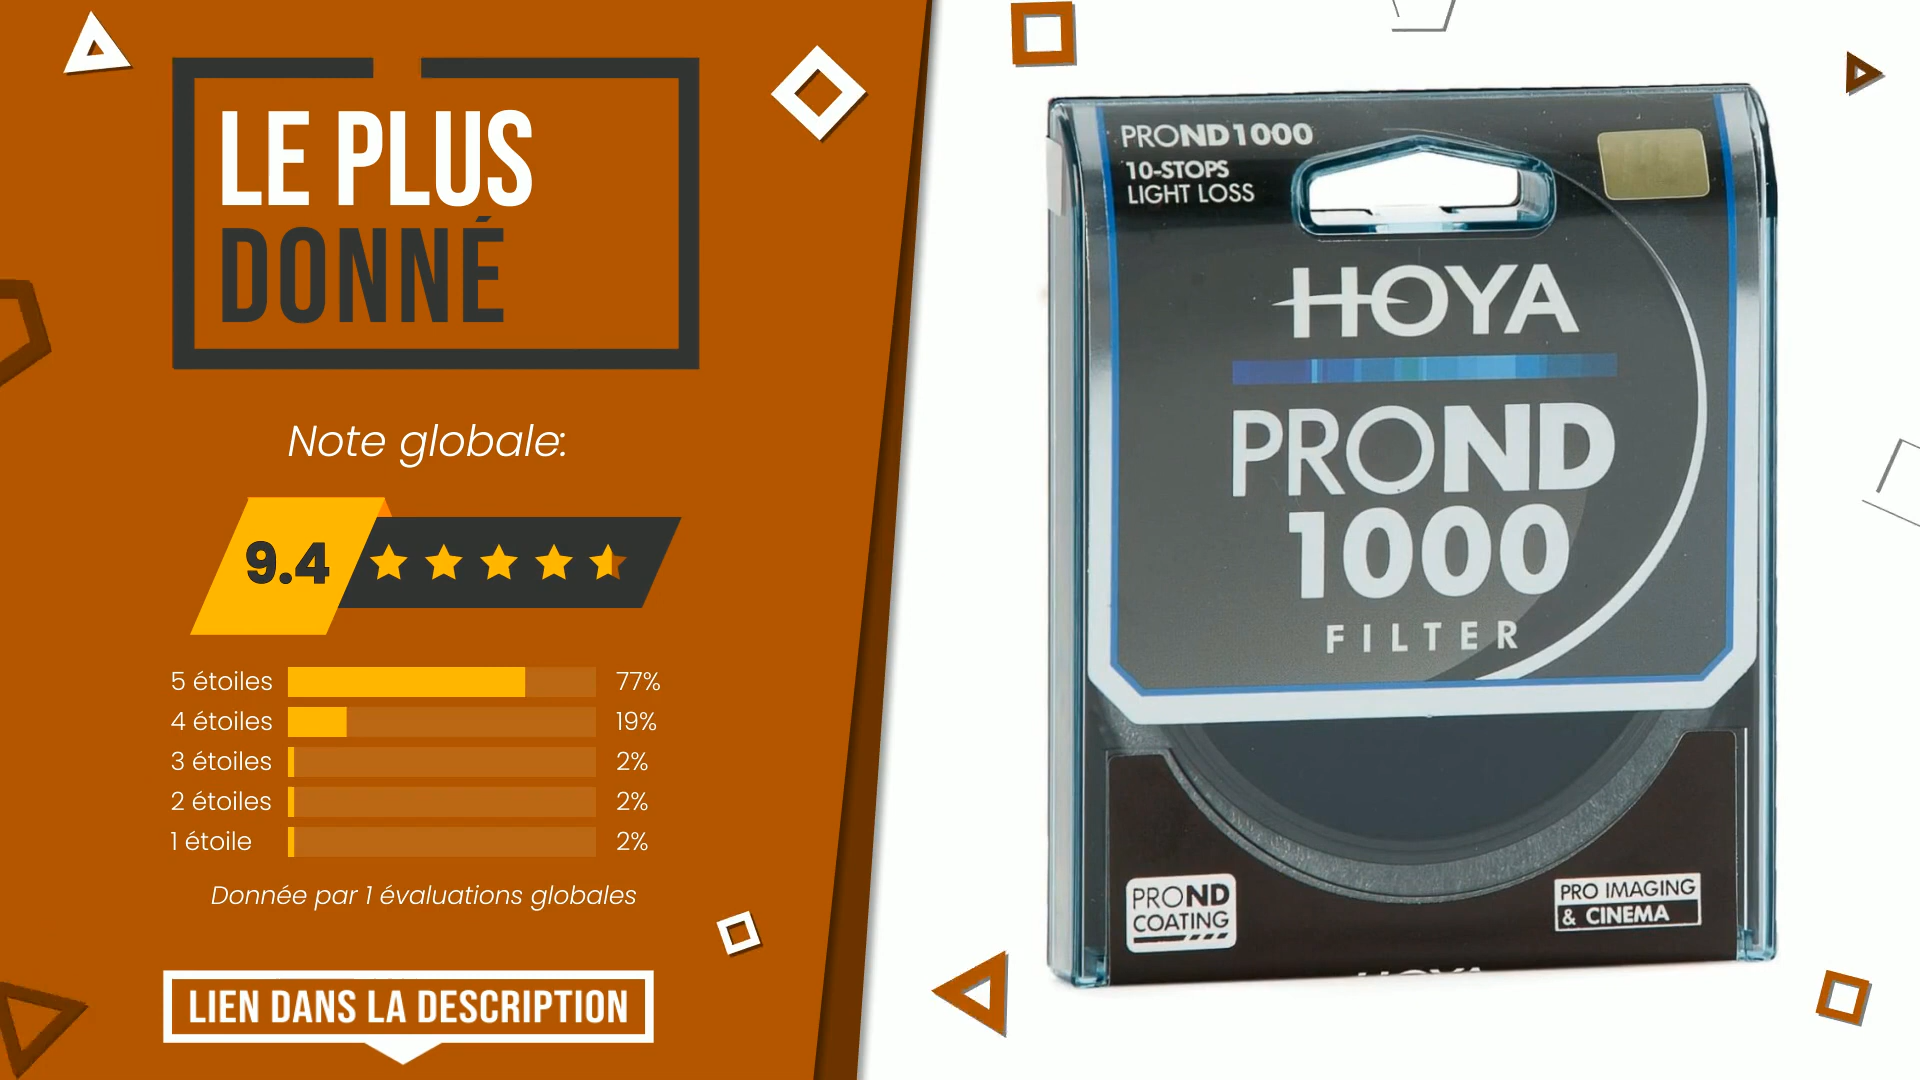 LE PLUS
DONNÉ
Note globale:
9.4
5 étoiles 77%
4 étoiles 19%
3 étoiles 2%
2 étoiles 2%
1 étoile 2%
Donnée par 1 évaluations globales
LIEN DANS LA DESCRIPTION
PROND1000
10-STOPS
LIGHT LOSS
HOYA
PROND
1000
FILTER
PROND
COATING
PRO IMAGING
& CINEMA
HOYA